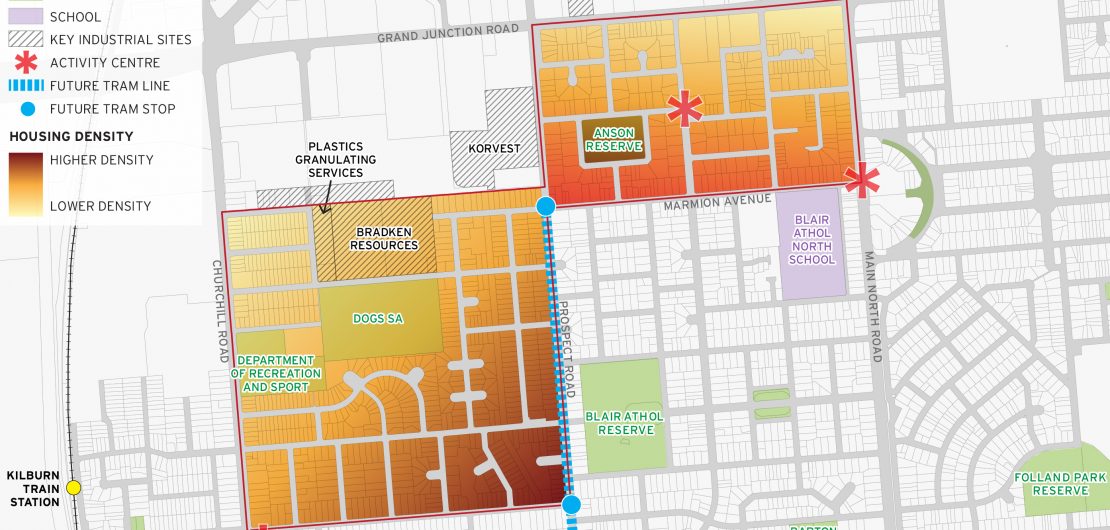 SCHOOL
KEY INDUSTRIAL SITES
ACTIVITY CENTRE
FUTURE TRAM LINE
FUTURE TRAM STOP
HOUSING DENSITY
HIGHER DENSITY
LOWER DENSITY
GRAND JUNCTION ROAD
PLASTICS
GRANULATING
SERVICES
KORVEST
ANSON
RESERVE
BRADKEN
RESOURCES
MARMION AVENUE
BLAIR
ATHOL
NORTH
SCHOOL
CHURCHILL ROAD
DOGS SA
PROSPECT ROAD
MAIN NORTH ROAD
DEPARTMENT
OF RECREATION
AND SPORT
BLAIR ATHOL
RESERVE
KILBURN
TRAIN
STATION
FOLLAND PARK
RESERVE
BARTON